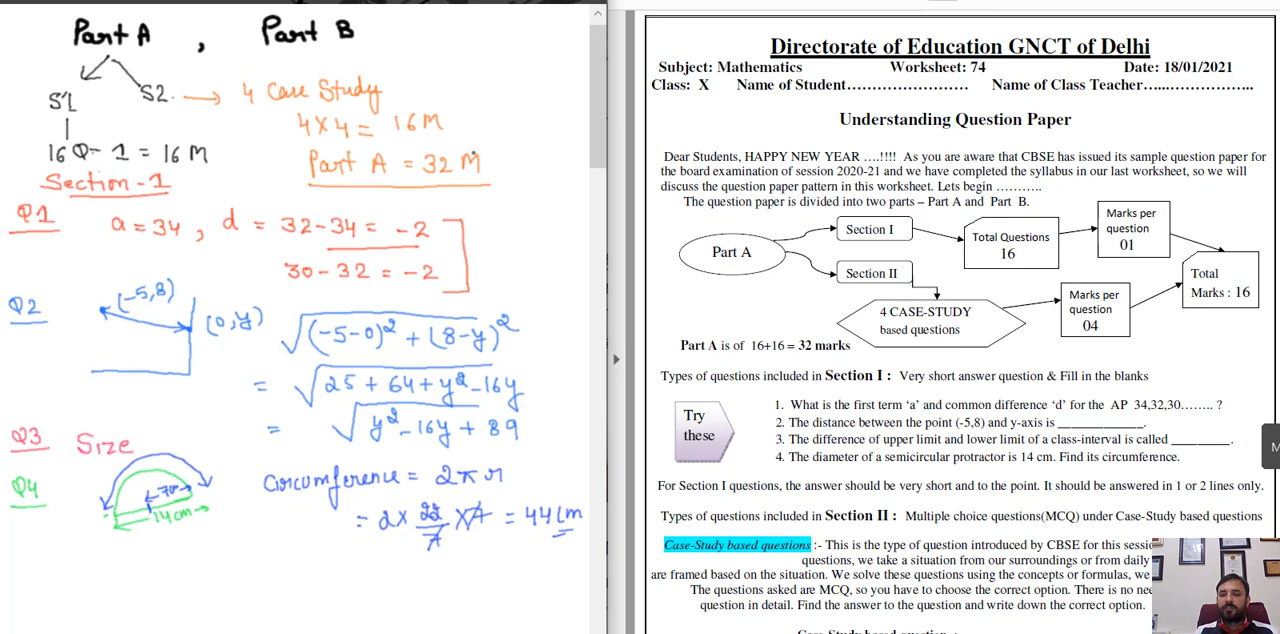 Part A , Part B
S1 S2. → 4 Case Study
4 x 4 = 16 M
16 Q - 1 = 16 M
Part A = 32 M
Section - 1
Q1 a = 34 , d = 32 - 34 = -2
30 - 32 = -2
Q2 (-5,8) (0,y) √(-5-0)² + (8-y)²
= √25 + 64 + y² - 16y
= √y² - 16y + 89
Q3 Size
Q4 14cm Circumference = 2πr
= 2 x 22/7 x 7 = 44 cm
Directorate of Education GNCT of Delhi
Subject: Mathematics Worksheet: 74 Date: 18/01/2021
Class: X Name of Student…………………… Name of Class Teacher…...……………..
Understanding Question Paper
Dear Students, HAPPY NEW YEAR ….!!!! As you are aware that CBSE has issued its sample question paper for
the board examination of session 2020-21 and we have completed the syllabus in our last worksheet, so we will
discuss the question paper pattern in this worksheet. Lets begin ………..
The question paper is divided into two parts – Part A and Part B.
Part A
Section I
Total Questions
16
Marks per
question
01
Section II
4 CASE-STUDY
based questions
Marks per
question
04
Total
Marks : 16
Part A is of 16+16 = 32 marks
Types of questions included in Section I : Very short answer question & Fill in the blanks
Try
these
1. What is the first term ‘a’ and common difference ‘d’ for the AP 34,32,30…….. ?
2. The distance between the point (-5,8) and y-axis is ______________.
3. The difference of upper limit and lower limit of a class-interval is called _________.
4. The diameter of a semicircular protractor is 14 cm. Find its circumference.
For Section I questions, the answer should be very short and to the point. It should be answered in 1 or 2 lines only.
Types of questions included in Section II : Multiple choice questions(MCQ) under Case-Study based questions
Case-Study based questions :- This is the type of question introduced by CBSE for this sessi
questions, we take a situation from our surroundings or from daily
are framed based on the situation. We solve these questions using the concepts or formulas, we
The questions asked are MCQ, so you have to choose the correct option. There is no nee
question in detail. Find the answer to the question and write down the correct option.